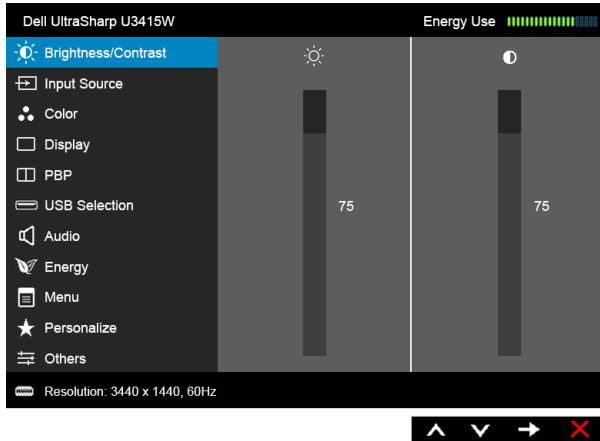 Dell UltraSharp U3415W
Energy Use
Brightness/Contrast
Input Source
Color
Display
PBP
USB Selection
75
75
Audio
Energy
Menu
Personalize
Others
Resolution: 3440 x 1440, 60Hz